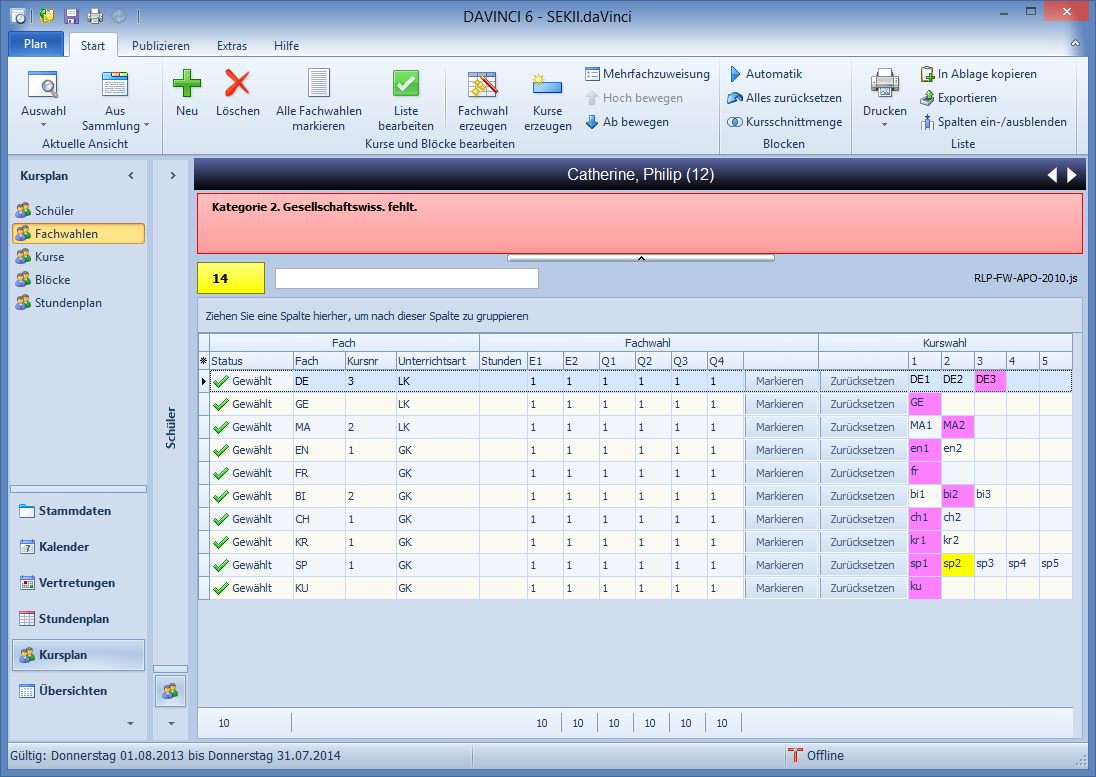 DAVINCI 6 - SEKII.daVinci
Plan Start Publizieren Extras Hilfe
Auswahl
Aus Sammlung
Aktuelle Ansicht
Neu
Löschen
Alle Fachwahlen markieren
Liste bearbeiten
Fachwahl erzeugen
Kurse erzeugen
Mehrfachzuweisung
Hoch bewegen
Ab bewegen
Kurse und Blöcke bearbeiten
Automatik
Alles zurücksetzen
Kursschnittmenge
Blocken
Drucken
In Ablage kopieren
Exportieren
Spalten ein-/ausblenden
Liste
Kursplan
Schüler
Fachwahlen
Kurse
Blöcke
Stundenplan
Stammdaten
7 Kalender
Vertretungen
Stundenplan
Kursplan
Übersichten
Schüler
Catherine, Philip (12)
Kategorie 2. Gesellschaftswiss. fehlt.
14
RLP-FW-APO-2010.js
Ziehen Sie eine Spalte hierher, um nach dieser Spalte zu gruppieren
Fach Fachwahl Kurswahl
Status Fach Kursnr Unterrichtsart Stunden E1 E2 Q1 Q2 Q3 Q4 1 2 3 4 5
Gewählt DE 3 LK 1 1 1 1 1 1 Markieren Zurücksetzen DE1 DE2 DE3
Gewählt GE LK 1 1 1 1 1 1 Markieren Zurücksetzen GE
Gewählt MA 2 LK 1 1 1 1 1 1 Markieren Zurücksetzen MA1 MA2
Gewählt EN 1 GK 1 1 1 1 1 1 Markieren Zurücksetzen en1 en2
Gewählt FR GK 1 1 1 1 1 1 Markieren Zurücksetzen fr
Gewählt BI 2 GK 1 1 1 1 1 1 Markieren Zurücksetzen bi1 bi2 bi3
Gewählt CH 1 GK 1 1 1 1 1 1 Markieren Zurücksetzen ch1 ch2
Gewählt KR 1 GK 1 1 1 1 1 1 Markieren Zurücksetzen kr1 kr2
Gewählt SP 1 GK 1 1 1 1 1 1 Markieren Zurücksetzen sp1 sp2 sp3 sp4 sp5
Gewählt KU GK 1 1 1 1 1 1 Markieren Zurücksetzen ku
10 10 10 10 10 10 10
Gültig: Donnerstag 01.08.2013 bis Donnerstag 31.07.2014
Offline